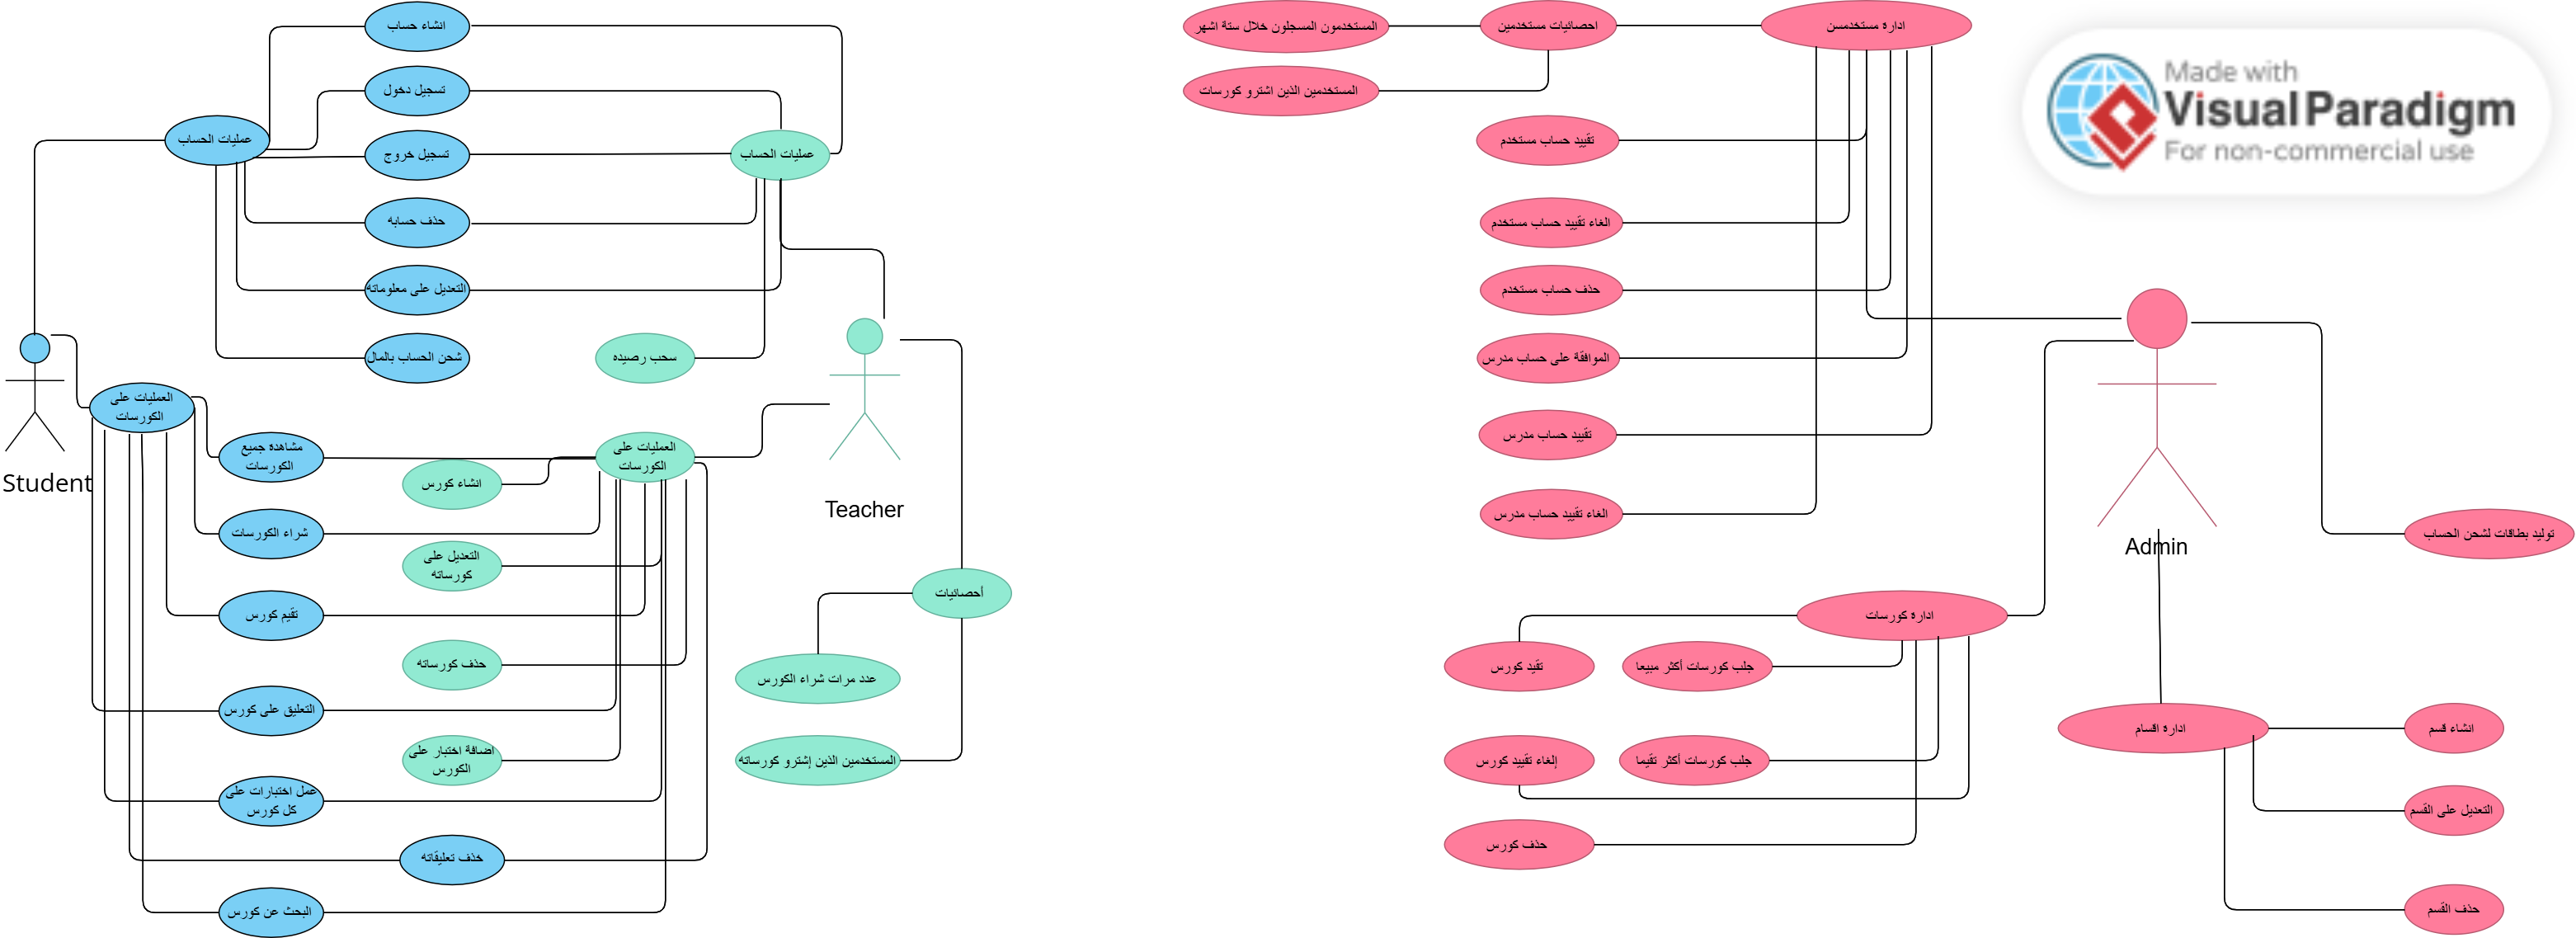 انشاء حساب
تسجيل دخول
عمليات الحساب
تسجيل خروج
عمليات الحساب
حذف حسابه
التعديل على معلوماته
شحن الحساب بالمال
سحب رصيده
Student
العمليات على
الكورسات
مشاهدة جميع
الكورسات
العمليات على
الكورسات
انشاء كورس
شراء الكورسات
التعديل على
كورساته
تقيم كورس
حذف كورساته
التعليق على كورس
اضافة اختبار على
الكورس
عمل اختبارات على
كل كورس
حذف تعليقاته
البحث عن كورس
Teacher
أحصائيات
عدد مرات شراء الكورس
المستخدمين الذين إشترو كورساته
المستخدمون المسجلون خلال ستة اشهر
احصائيات مستخدمين
ادارة مستخدمسن
المستخدمين الذين اشترو كورسات
تقييد حساب مستخدم
الغاء تقييد حساب مستخدم
حذف حساب مستخدم
الموافقة على حساب مدرس
تقييد حساب مدرس
الغاء تقييد حساب مدرس
Made with
Visual Paradigm
For non-commercial use
Admin
توليد بطاقات لشحن الحساب
ادارة كورسات
تقيد كورس
جلب كورسات أكثر مبيعا
إلغاء تقييد كورس
جلب كورسات أكثر تقيما
حذف كورس
ادارة اقسام
انشاء قسم
التعديل على القسم
حذف القسم